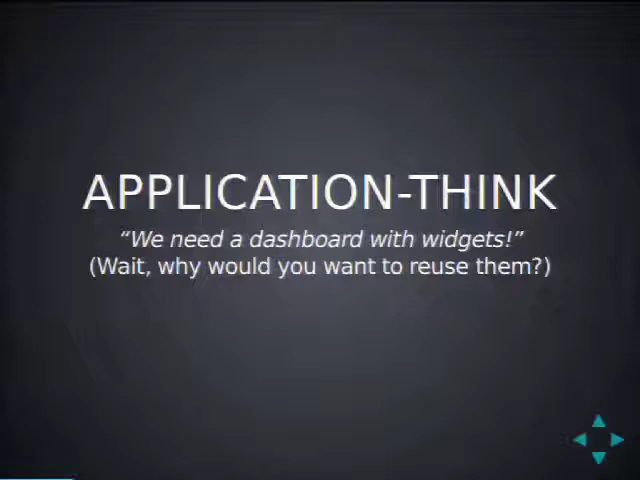 APPLICATION-THINK
“We need a dashboard with widgets!”
(Wait, why would you want to reuse them?)